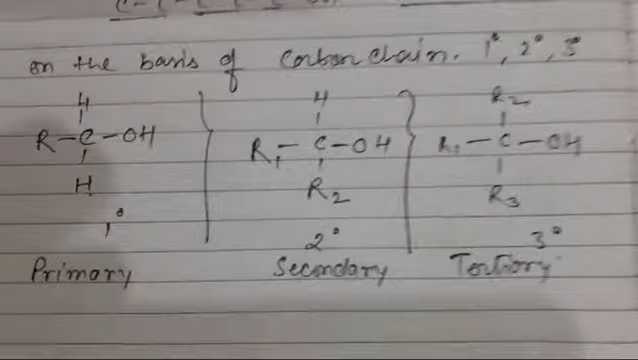 on the basis of Carbon chain. 1°, 2°, 3°
H H R2
R-C-OH R1-C-OH R1-C-OH
H R2 R3
1° 2° 3°
Primary Secondary Tertiary